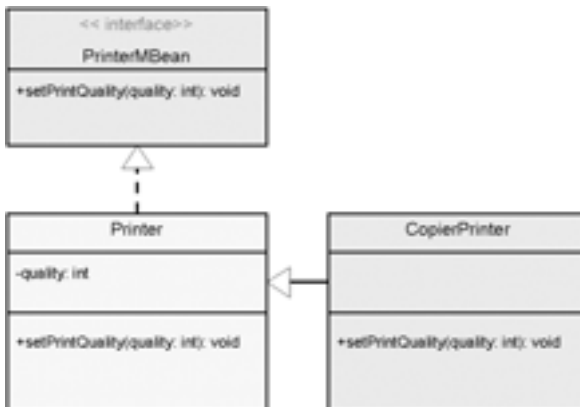 << interface>>
PrinterMBean
+setPrintQuality(quality: int): void
Printer
-quality: int
+setPrintQuality(quality: int): void
CopierPrinter
+setPrintQuality(quality: int): void